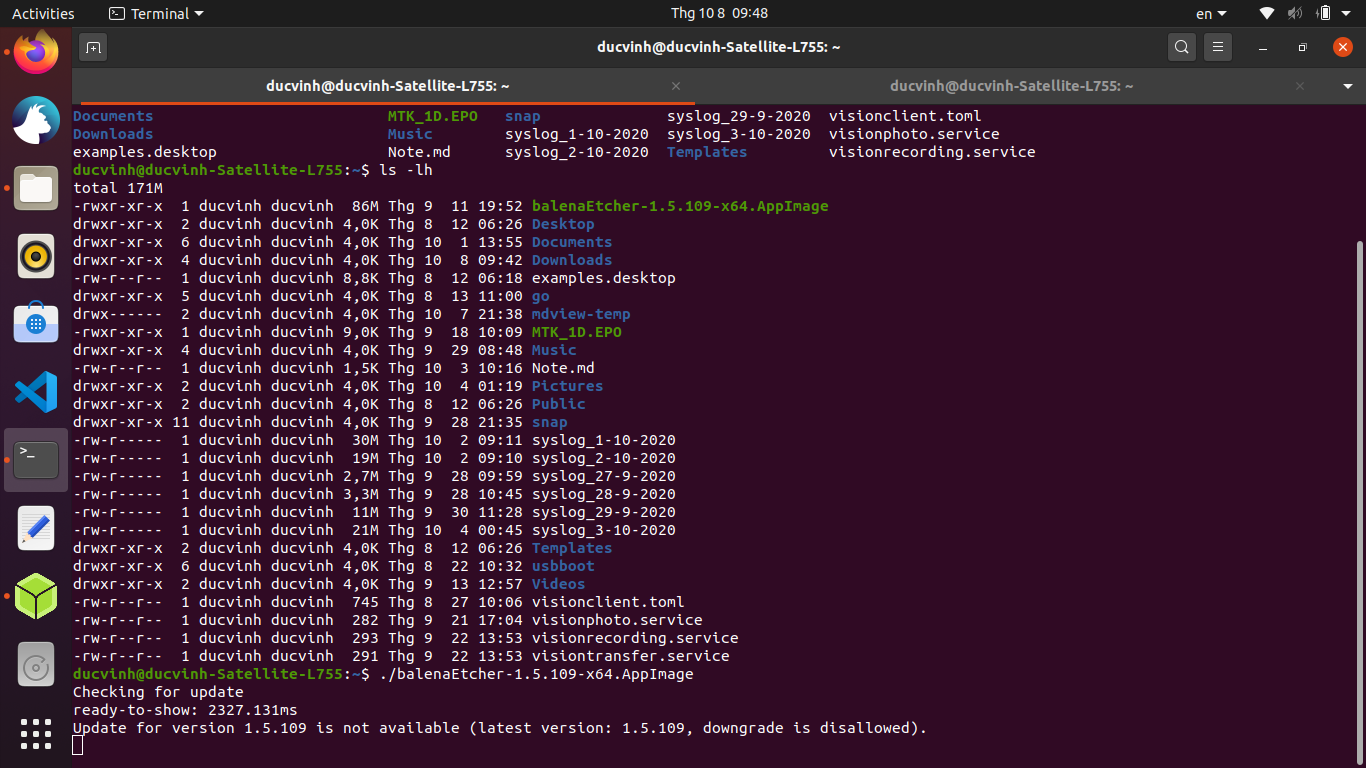 Activities Terminal Thg 10 8 09:48 en
ducvinh@ducvinh-Satellite-L755: ~
ducvinh@ducvinh-Satellite-L755: ~ ducvinh@ducvinh-Satellite-L755: ~
Documents MTK_1D.EPO snap syslog_29-9-2020 visionclient.toml
Downloads Music syslog_1-10-2020 syslog_3-10-2020 visionphoto.service
examples.desktop Note.md syslog_2-10-2020 Templates visionrecording.service
ducvinh@ducvinh-Satellite-L755:~$ ls -lh
total 171M
-rwxr-xr-x 1 ducvinh ducvinh 86M Thg 9 11 19:52 balenaEtcher-1.5.109-x64.AppImage
drwxr-xr-x 2 ducvinh ducvinh 4,0K Thg 8 12 06:26 Desktop
drwxr-xr-x 6 ducvinh ducvinh 4,0K Thg 10 1 13:55 Documents
drwxr-xr-x 4 ducvinh ducvinh 4,0K Thg 10 8 09:42 Downloads
-rw-r--r-- 1 ducvinh ducvinh 8,8K Thg 8 12 06:18 examples.desktop
drwxr-xr-x 5 ducvinh ducvinh 4,0K Thg 8 13 11:00 go
drwx------ 2 ducvinh ducvinh 4,0K Thg 10 7 21:38 mdview-temp
-rwxr-xr-x 1 ducvinh ducvinh 9,0K Thg 9 18 10:09 MTK_1D.EPO
drwxr-xr-x 4 ducvinh ducvinh 4,0K Thg 9 29 08:48 Music
-rw-r--r-- 1 ducvinh ducvinh 1,5K Thg 10 3 10:16 Note.md
drwxr-xr-x 2 ducvinh ducvinh 4,0K Thg 10 4 01:19 Pictures
drwxr-xr-x 2 ducvinh ducvinh 4,0K Thg 8 12 06:26 Public
drwxr-xr-x 11 ducvinh ducvinh 4,0K Thg 9 28 21:35 snap
-rw-r----- 1 ducvinh ducvinh 30M Thg 10 2 09:11 syslog_1-10-2020
-rw-r----- 1 ducvinh ducvinh 19M Thg 10 2 09:10 syslog_2-10-2020
-rw-r----- 1 ducvinh ducvinh 2,7M Thg 9 28 09:59 syslog_27-9-2020
-rw-r----- 1 ducvinh ducvinh 3,3M Thg 9 28 10:45 syslog_28-9-2020
-rw-r----- 1 ducvinh ducvinh 11M Thg 9 30 11:28 syslog_29-9-2020
-rw-r----- 1 ducvinh ducvinh 21M Thg 10 4 00:45 syslog_3-10-2020
drwxr-xr-x 2 ducvinh ducvinh 4,0K Thg 8 12 06:26 Templates
drwxr-xr-x 6 ducvinh ducvinh 4,0K Thg 8 22 10:32 usbboot
drwxr-xr-x 2 ducvinh ducvinh 4,0K Thg 9 13 12:57 Videos
-rw-r--r-- 1 ducvinh ducvinh 745 Thg 8 27 10:06 visionclient.toml
-rw-r--r-- 1 ducvinh ducvinh 282 Thg 9 21 17:04 visionphoto.service
-rw-r--r-- 1 ducvinh ducvinh 293 Thg 9 22 13:53 visionrecording.service
-rw-r--r-- 1 ducvinh ducvinh 291 Thg 9 22 13:53 visiontransfer.service
ducvinh@ducvinh-Satellite-L755:~$ ./balenaEtcher-1.5.109-x64.AppImage
Checking for update
ready-to-show: 2327.131ms
Update for version 1.5.109 is not available (latest version: 1.5.109, downgrade is disallowed).